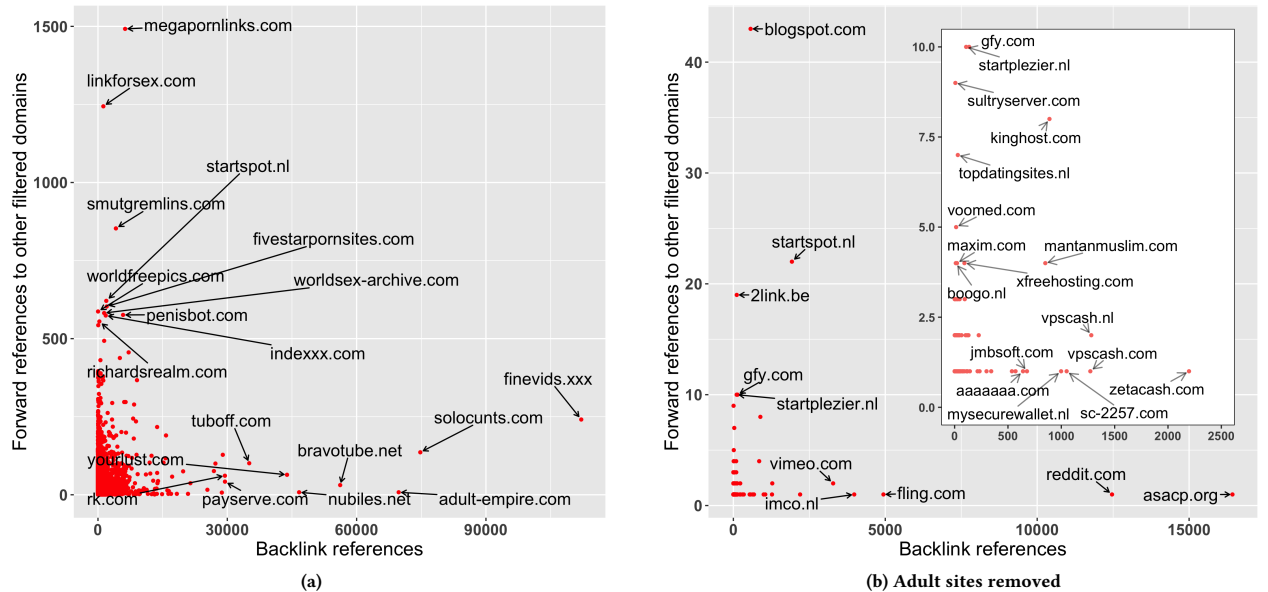 1500
1000
500
0
0
30000
60000
90000
Forward references to other filtered domains
Backlink references
megapornlinks.com
linkforsex.com
startspot.nl
smutgremlins.com
fivestarpornsites.com
worldfreepics.com
worldsex-archive.com
penisbot.com
indexxx.com
richardsrealm.com
finevids.xxx
tuboff.com
solocunts.com
bravotube.net
yourlust.com
rk.com
payserve.com
nubiles.net
adult-empire.com
(a)
40
30
20
10
0
0
5000
10000
15000
Forward references to other filtered domains
Backlink references
blogspot.com
startspot.nl
2link.be
gfy.com
startplezier.nl
vimeo.com
imco.nl
fling.com
reddit.com
asacp.org
10.0
7.5
5.0
2.5
0.0
0
500
1000
1500
2000
2500
gfy.com
startplezier.nl
sultryserver.com
kinghost.com
topdatingsites.nl
voomed.com
maxim.com
mantanmuslim.com
xfreehosting.com
boogo.nl
vpscash.nl
jmbsoft.com
vpscash.com
aaaaaaa.com
zetacash.com
mysecurewallet.nl
sc-2257.com
(b) Adult sites removed